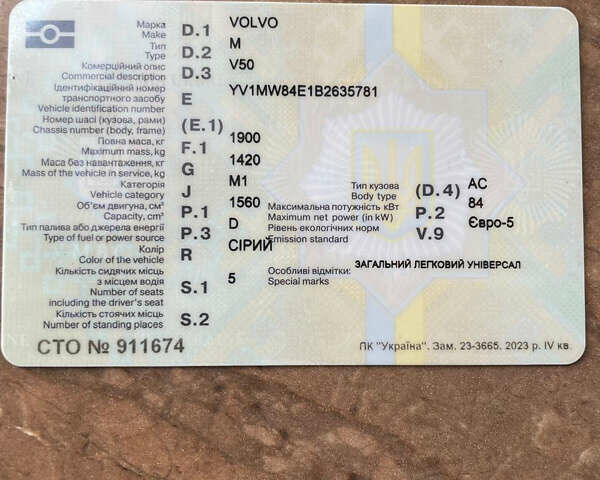 Марка D.1 VOLVO
Make
Тип D.2 M
Type
Комерційний опис D.3 V50
Commercial description
Ідентифікаційний номер
транспортного засобу E YV1MW84E1B2635781
Vehicle identification number
Номер шасі (кузова, рами) (E.1)
Chassis number (body, frame)
Повна маса, кг F.1 1900
Maximum mass, kg
Маса без навантаження, кг G 1420
Mass of the vehicle in service, kg
Категорія J M1 Тип кузова (D.4) AC
Vehicle category Body type
Об'єм двигуна, см³ P.1 1560 Максимальна потужність кВт P.2 84
Capacity, cm³ Maximum net power (in kW)
Тип палива або джерела енергії P.3 D Рівень екологічних норм V.9 Євро-5
Type of fuel or power source Emission standard
Колір R СІРИЙ
Color of the vehicle
Кількість сидячих місць
з місцем водія S.1 5 Особливі відмітки: ЗАГАЛЬНИЙ ЛЕГКОВИЙ УНІВЕРСАЛ
Number of seats Special marks
including the driver's seat
Кількість стоячих місць S.2
Number of standing places
СТО № 911674 ПК "Україна". Зам. 23-3665. 2023 р. IV кв.